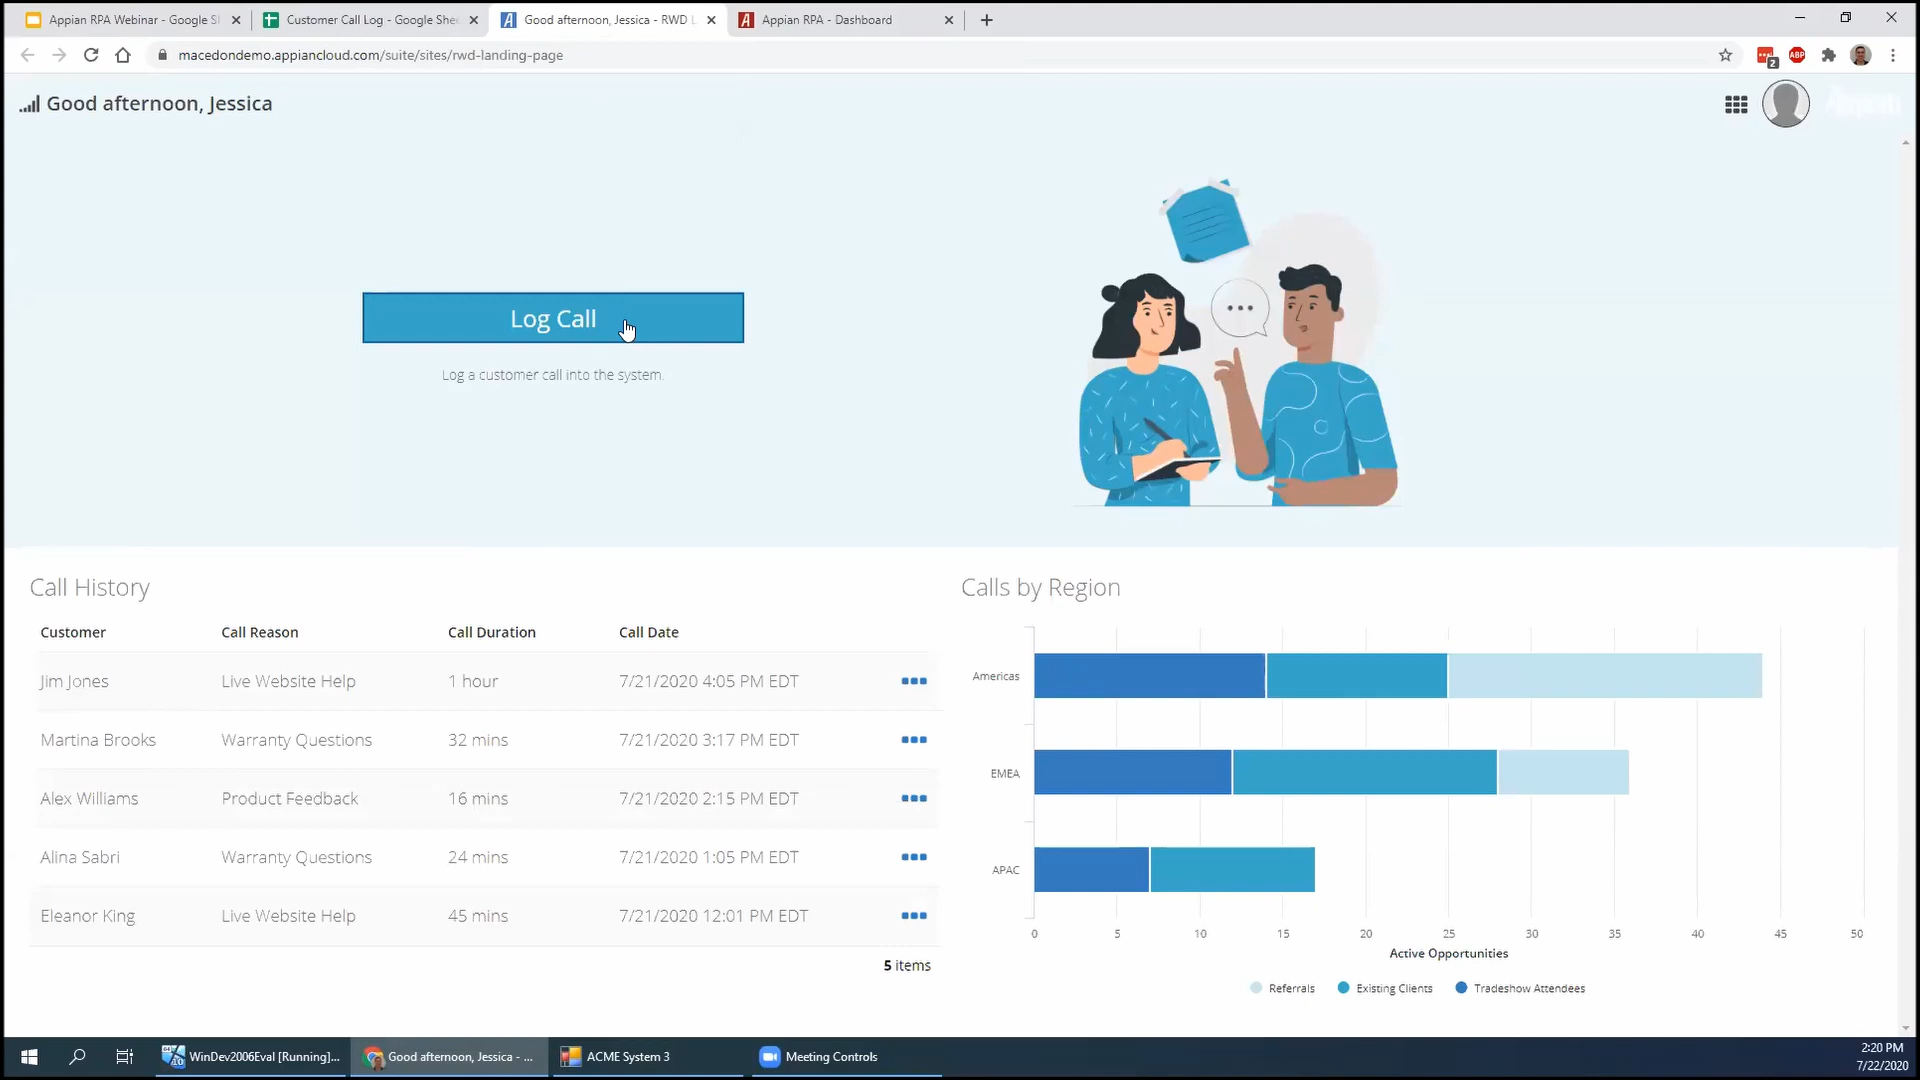 Appian RPA Webinar - Google Sl
Customer Call Log - Google Shee
Good afternoon, Jessica - RWD L
Appian RPA - Dashboard
macedondemo.appiancloud.com/suite/sites/rwd-landing-page
2
ABP
Good afternoon, Jessica
Appian
Log Call
Log a customer call into the system.
Call History
Customer Call Reason Call Duration Call Date
Jim Jones Live Website Help 1 hour 7/21/2020 4:05 PM EDT
Martina Brooks Warranty Questions 32 mins 7/21/2020 3:17 PM EDT
Alex Williams Product Feedback 16 mins 7/21/2020 2:15 PM EDT
Alina Sabri Warranty Questions 24 mins 7/21/2020 1:05 PM EDT
Eleanor King Live Website Help 45 mins 7/21/2020 12:01 PM EDT
5 items
Calls by Region
Americas
EMEA
APAC
0 5 10 15 20 25 30 35 40 45 50
Active Opportunities
Referrals Existing Clients Tradeshow Attendees
WinDev2006Eval [Running]...
Good afternoon, Jessica - ...
ACME System 3
Meeting Controls
2:20 PM
7/22/2020